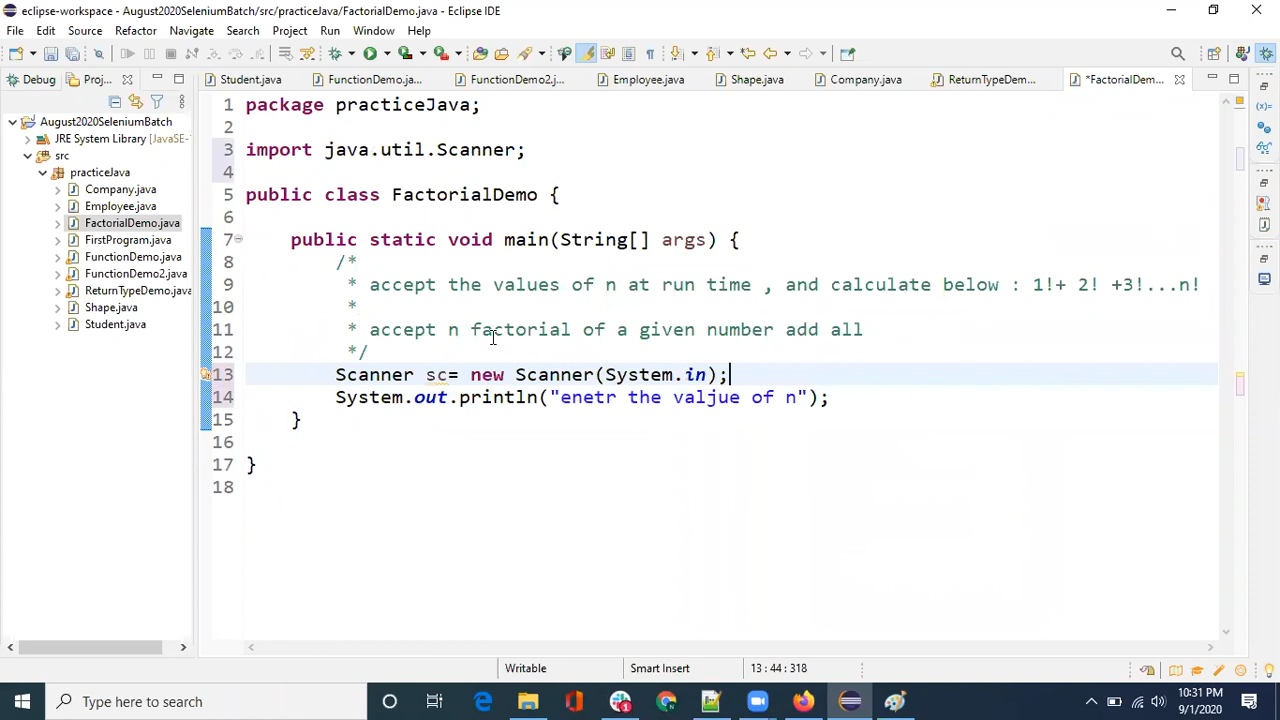 eclipse-workspace - August2020SeleniumBatch/src/practiceJava/FactorialDemo.java - Eclipse IDE
File Edit Source Refactor Navigate Search Project Run Window Help
Debug Proj... Student.java FunctionDemo.ja... FunctionDemo2.j... Employee.java Shape.java Company.java ReturnTypeDem... *FactorialDem...
August2020SeleniumBatch
JRE System Library [JavaSE-
src
practiceJava
Company.java
Employee.java
FactorialDemo.java
FirstProgram.java
FunctionDemo.java
FunctionDemo2.java
ReturnTypeDemo.java
Shape.java
Student.java
1 package practiceJava;
2
3 import java.util.Scanner;
4
5 public class FactorialDemo {
6
7 public static void main(String[] args) {
8 /*
9 * accept the values of n at run time , and calculate below : 1!+ 2! +3!...n!
10 *
11 * accept n factorial of a given number add all
12 */
13 Scanner sc= new Scanner(System.in);
14 System.out.println("enetr the valjue of n");
15 }
16
17 }
18
Writable Smart Insert 13 : 44 : 318
Type here to search
10:31 PM
9/1/2020